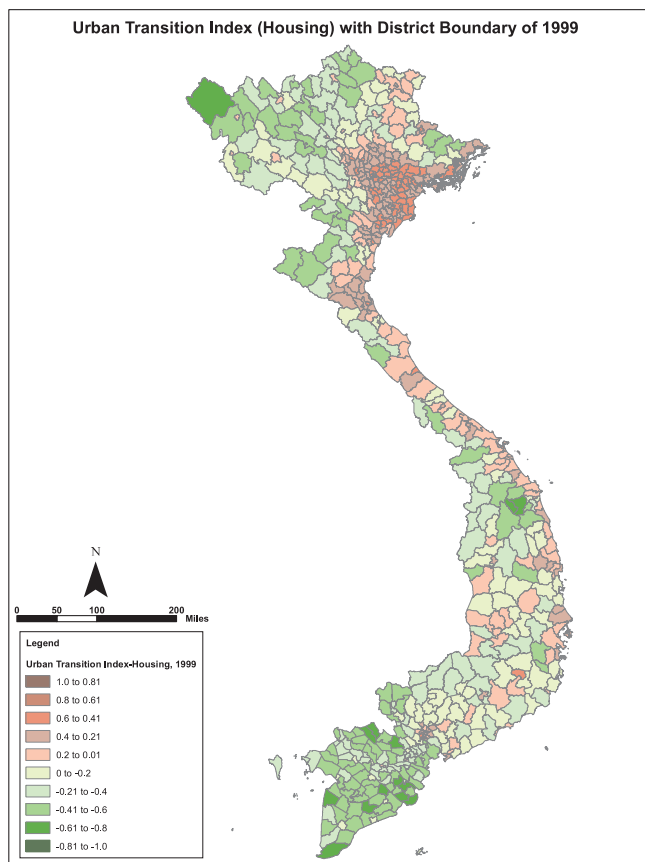 Urban Transition Index (Housing) with District Boundary of 1999
N
0 50 100 200
Miles
Legend
Urban Transition Index-Housing, 1999
1.0 to 0.81
0.8 to 0.61
0.6 to 0.41
0.4 to 0.21
0.2 to 0.01
0 to -0.2
-0.21 to -0.4
-0.41 to -0.6
-0.61 to -0.8
-0.81 to -1.0